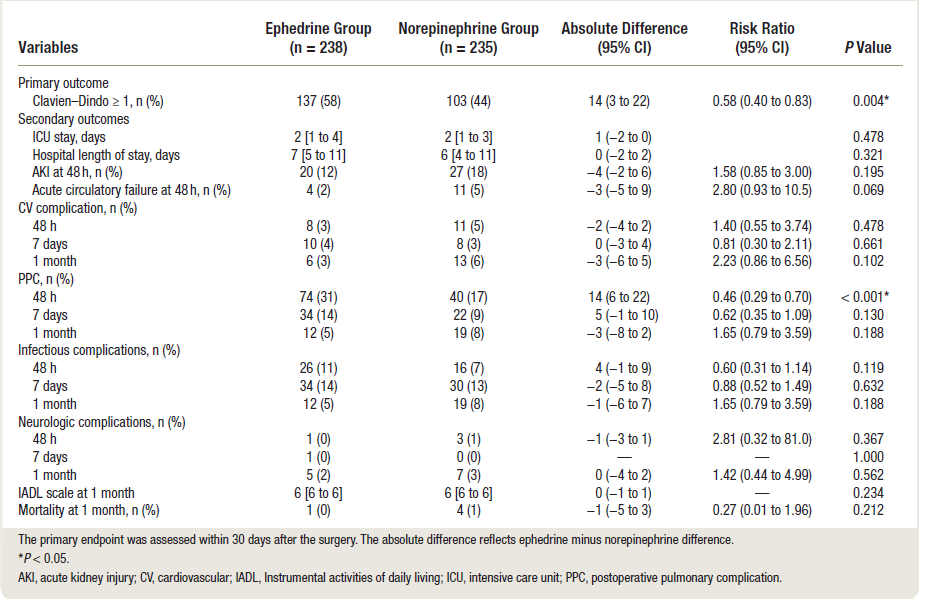 Variables Ephedrine Group (n = 238) Norepinephrine Group (n = 235) Absolute Difference (95% CI) Risk Ratio (95% CI) P Value
Primary outcome
Clavien–Dindo ≥ 1, n (%) 137 (58) 103 (44) 14 (3 to 22) 0.58 (0.40 to 0.83) 0.004*
Secondary outcomes
ICU stay, days 2 [1 to 4] 2 [1 to 3] 1 (−2 to 0) 0.478
Hospital length of stay, days 7 [5 to 11] 6 [4 to 11] 0 (−2 to 2) 0.321
AKI at 48 h, n (%) 20 (12) 27 (18) −4 (−2 to 6) 1.58 (0.85 to 3.00) 0.195
Acute circulatory failure at 48 h, n (%) 4 (2) 11 (5) −3 (−5 to 9) 2.80 (0.93 to 10.5) 0.069
CV complication, n (%)
48 h 8 (3) 11 (5) −2 (−4 to 2) 1.40 (0.55 to 3.74) 0.478
7 days 10 (4) 8 (3) 0 (−3 to 4) 0.81 (0.30 to 2.11) 0.661
1 month 6 (3) 13 (6) −3 (−6 to 5) 2.23 (0.86 to 6.56) 0.102
PPC, n (%)
48 h 74 (31) 40 (17) 14 (6 to 22) 0.46 (0.29 to 0.70) < 0.001*
7 days 34 (14) 22 (9) 5 (−1 to 10) 0.62 (0.35 to 1.09) 0.130
1 month 12 (5) 19 (8) −3 (−8 to 2) 1.65 (0.79 to 3.59) 0.188
Infectious complications, n (%)
48 h 26 (11) 16 (7) 4 (−1 to 9) 0.60 (0.31 to 1.14) 0.119
7 days 34 (14) 30 (13) −2 (−5 to 8) 0.88 (0.52 to 1.49) 0.632
1 month 12 (5) 19 (8) −1 (−6 to 7) 1.65 (0.79 to 3.59) 0.188
Neurologic complications, n (%)
48 h 1 (0) 3 (1) −1 (−3 to 1) 2.81 (0.32 to 81.0) 0.367
7 days 1 (0) 0 (0) — — 1.000
1 month 5 (2) 7 (3) 0 (−4 to 2) 1.42 (0.44 to 4.99) 0.562
IADL scale at 1 month 6 [6 to 6] 6 [6 to 6] 0 (−1 to 1) — 0.234
Mortality at 1 month, n (%) 1 (0) 4 (1) −1 (−5 to 3) 0.27 (0.01 to 1.96) 0.212
The primary endpoint was assessed within 30 days after the surgery. The absolute difference reflects ephedrine minus norepinephrine difference.
*P < 0.05.
AKI, acute kidney injury; CV, cardiovascular; IADL, Instrumental activities of daily living; ICU, intensive care unit; PPC, postoperative pulmonary complication.